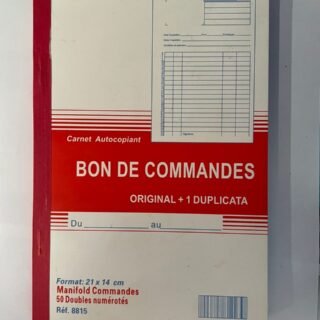 Carnet Autocopiant
BON DE COMMANDES
ORIGINAL + 1 DUPLICATA
Du au
Format: 21 x 14 cm
Manifold Commandes
50 Doubles numérotés
Réf. 8815